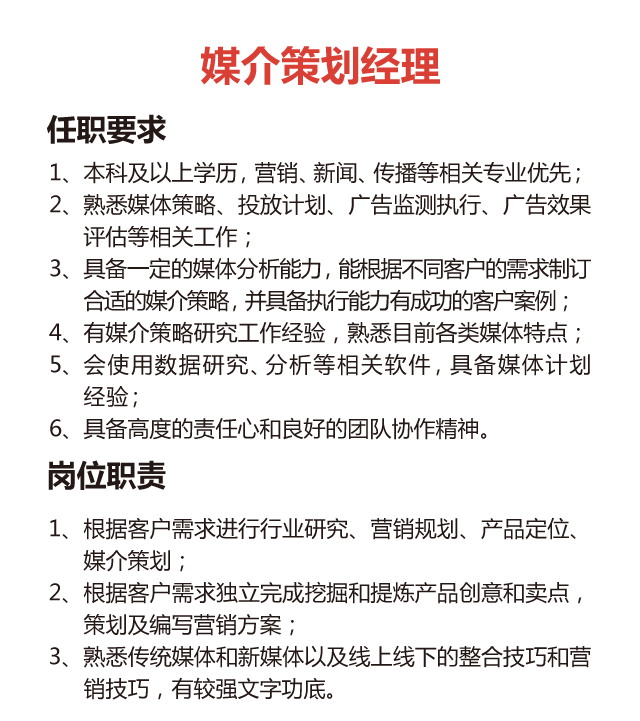 媒介策划经理
任职要求
1、本科及以上学历，营销、新闻、传播等相关专业优先；
2、熟悉媒体策略、投放计划、广告监测执行、广告效果
评估等相关工作；
3、具备一定的媒体分析能力，能根据不同客户的需求制订
合适的媒介策略，并具备执行能力有成功的客户案例；
4、有媒介策略研究工作经验，熟悉目前各类媒体特点；
5、会使用数据研究、分析等相关软件，具备媒体计划
经验；
6、具备高度的责任心和良好的团队协作精神。
岗位职责
1、根据客户需求进行行业研究、营销规划、产品定位、
媒介策划；
2、根据客户需求独立完成挖掘和提炼产品创意和卖点，
策划及编写营销方案；
3、熟悉传统媒体和新媒体以及线上线下的整合技巧和营
销技巧，有较强文字功底。